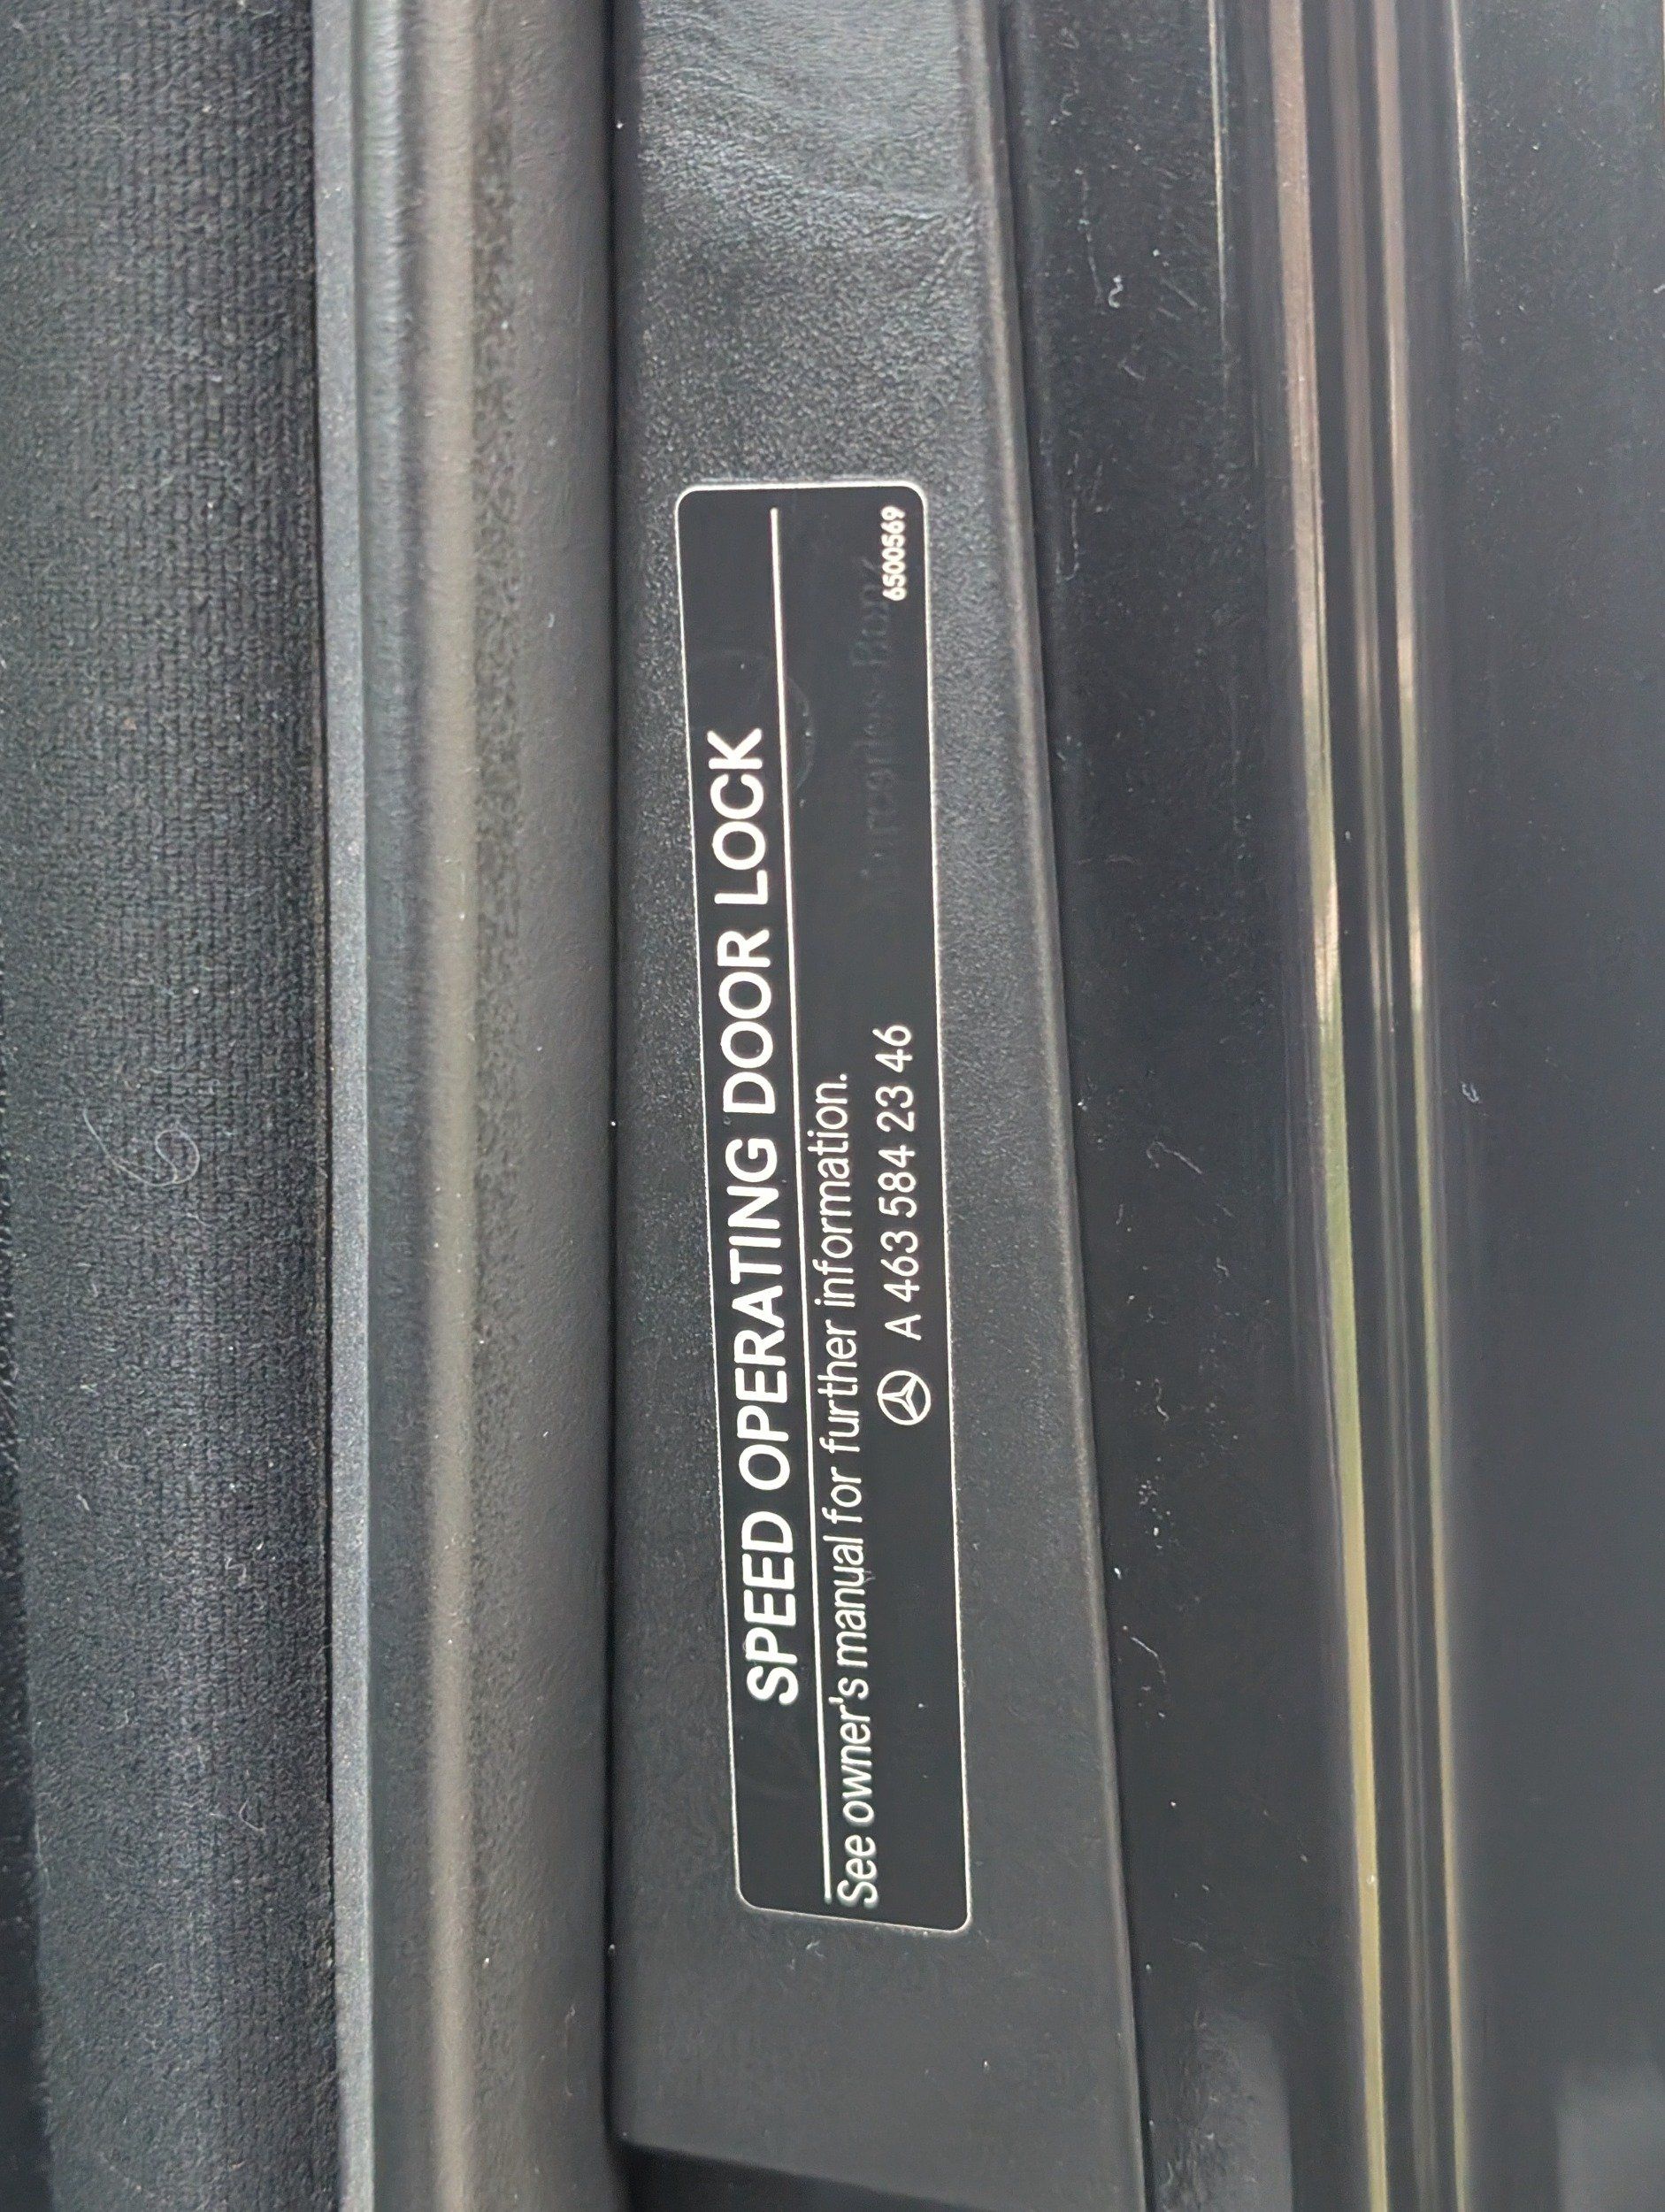 SPEED OPERATING DOOR LOCK
See owner's manual for further information.
A 463 584 23 46
6500569